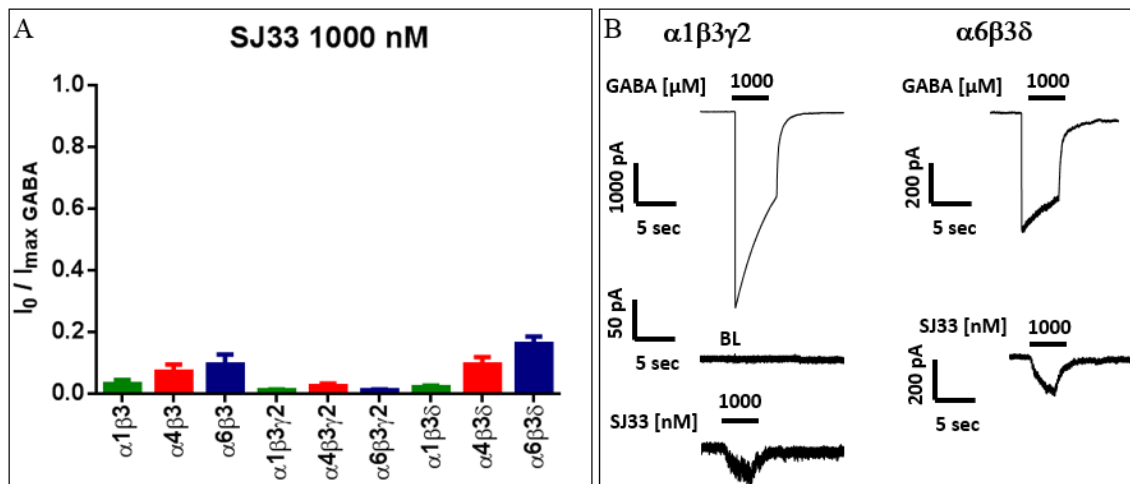 A
SJ33 1000 nM
I0 / Imax GABA
1.0
0.8
0.6
0.4
0.2
0.0
α1β3
α4β3
α6β3
α1β3γ2
α4β3γ2
α6β3γ2
α1β3δ
α4β3δ
α6β3δ
B
α1β3γ2
GABA [µM]
1000
1000 pA
5 sec
50 pA
5 sec
BL
SJ33 [nM]
1000
α6β3δ
GABA [µM]
1000
200 pA
5 sec
SJ33 [nM]
1000
200 pA
5 sec